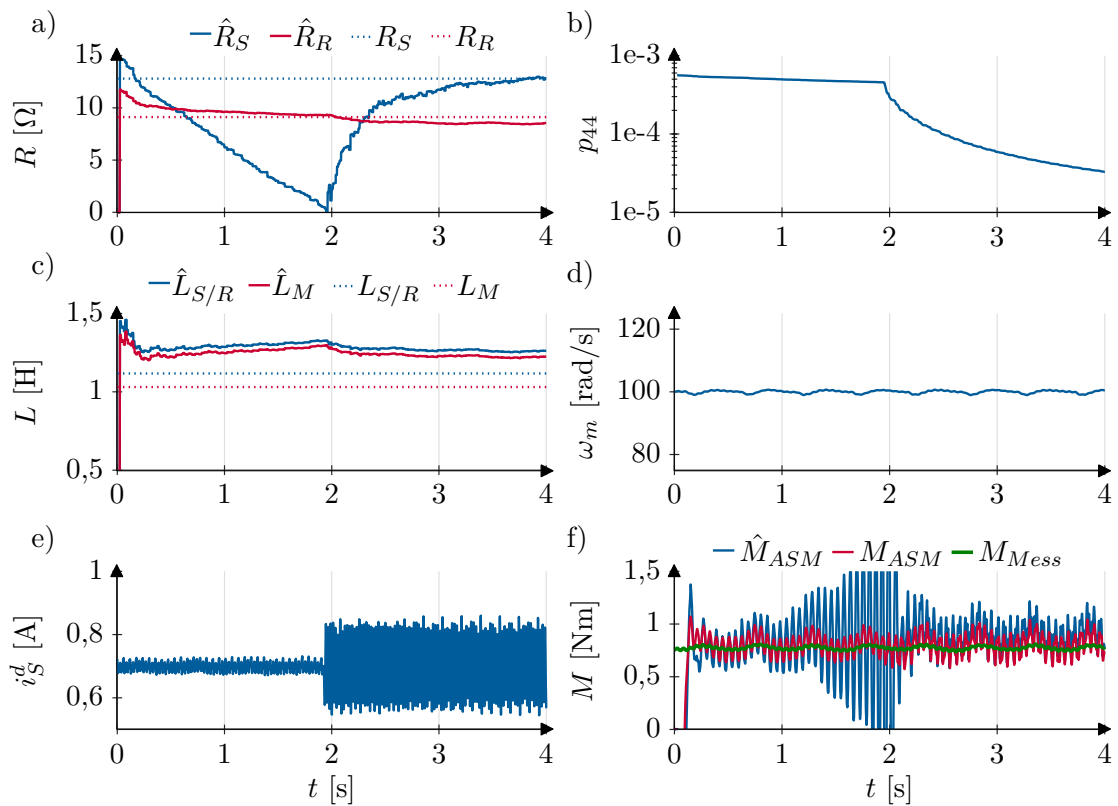 a)
R̂_S R̂_R R_S R_R
R [Ω]
15
10
5
0
0 1 2 3 4
b)
p_44
1e-3
1e-4
1e-5
0 1 2 3 4
c)
L̂_S/R L̂_M L_S/R L_M
L [H]
1,5
1
0,5
0 1 2 3 4
d)
ω_m [rad/s]
120
100
80
0 1 2 3 4
e)
i_S^d [A]
1
0,8
0,6
0 1 2 3 4
t [s]
f)
M̂_ASM M_ASM M_Mess
M [Nm]
1,5
1
0,5
0
0 1 2 3 4
t [s]